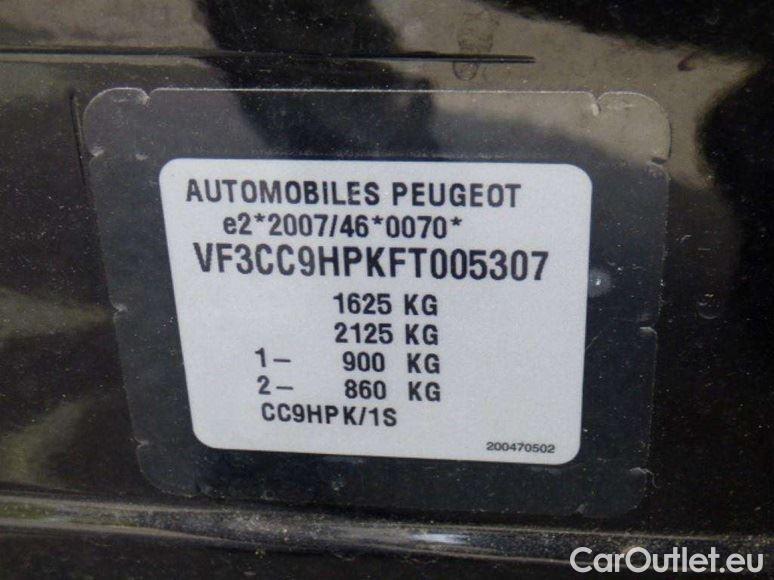 AUTOMOBILES PEUGEOT
e2*2007/46*0070*
VF3CC9HPKFT005307
1625 KG
2125 KG
1- 900 KG
2- 860 KG
CC9HPK/1S
200470502
CarOutlet.eu